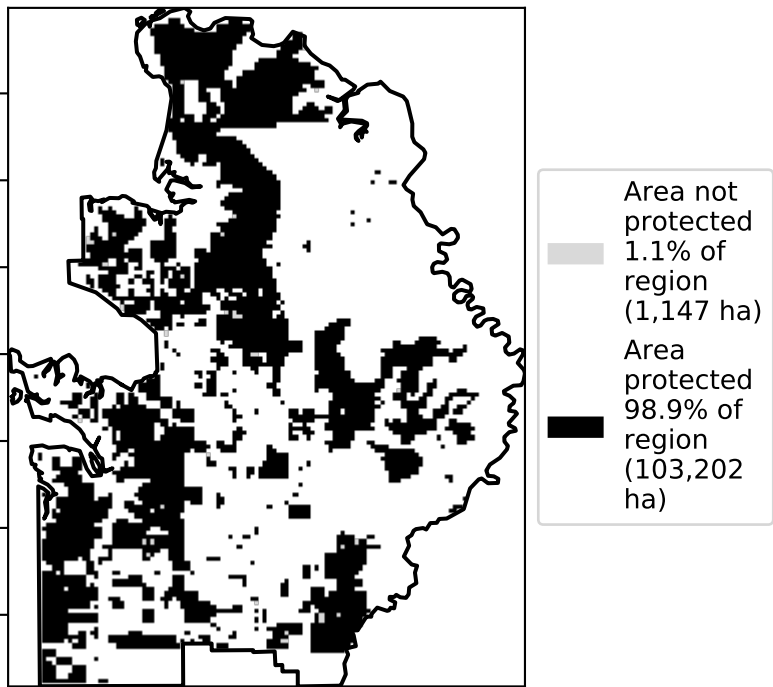 Area not
protected
1.1% of
region
(1,147 ha)
Area
protected
98.9% of
region
(103,202
ha)